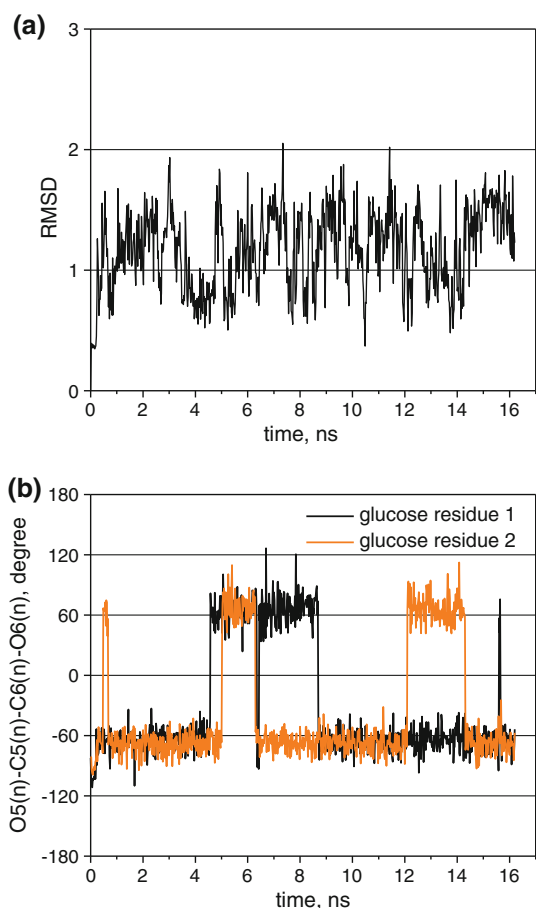 (a)
3
2
1
0
RMSD
0 2 4 6 8 10 12 14 16
time, ns
(b)
180
120
60
0
-60
-120
-180
O5(n)-C5(n)-C6(n)-O6(n), degree
glucose residue 1
glucose residue 2
0 2 4 6 8 10 12 14 16
time, ns